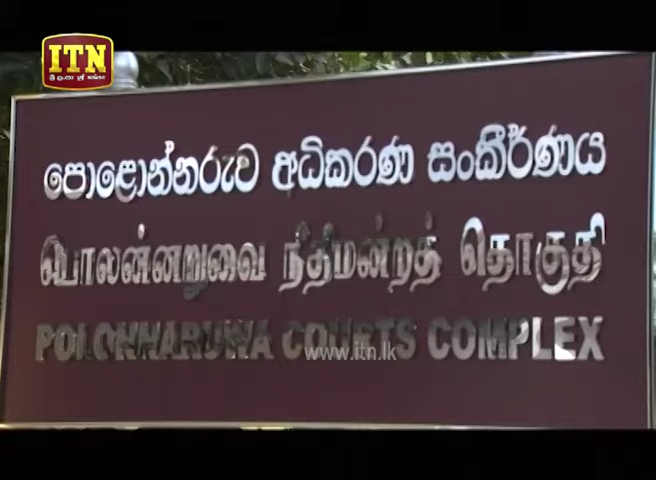 ITN
ශ්‍රී ලංකා ශ්‍රේෂ්ඨ
පොළොන්නරුව අධිකරණ සංකීර්ණය
பொலன்னறுவை நீதிமன்றத் தொகுதி
POLONNARUWA COURTS COMPLEX
www.itn.lk